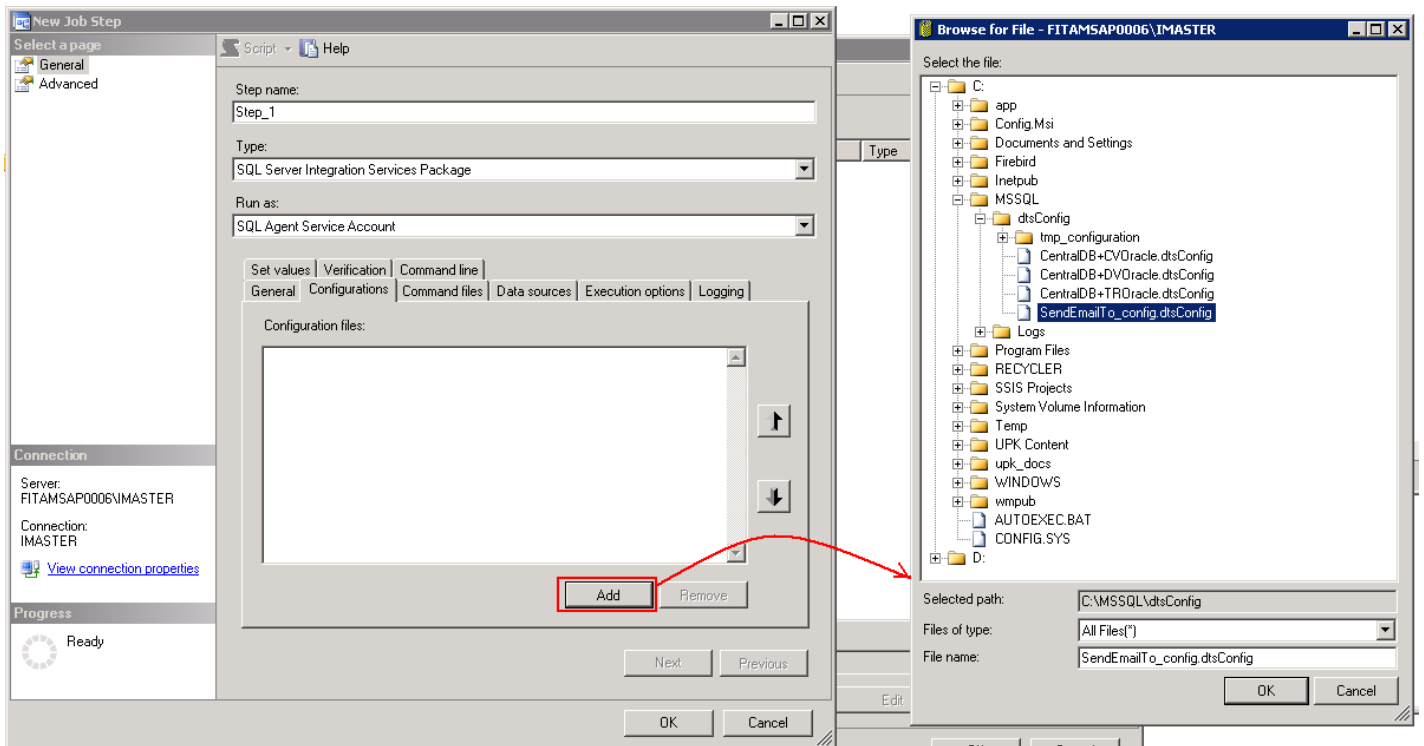 New Job Step
Select a page
General
Advanced
Script
Help
Step name:
Step_1
Type:
SQL Server Integration Services Package
Run as:
SQL Agent Service Account
Set values
Verification
Command line
General
Configurations
Command files
Data sources
Execution options
Logging
Configuration files:
Add
Remove
Next
Previous
OK
Cancel
Connection
Server:
FITAMSAP0006\IMASTER
Connection:
IMASTER
View connection properties
Progress
Ready
Type
Edit
Browse for File - FITAMSAP0006\IMASTER
Select the file:
C:
app
Config.Msi
Documents and Settings
Firebird
Inetpub
MSSQL
dtsConfig
tmp_configuration
CentralDB+CVOracle.dtsConfig
CentralDB+DVOracle.dtsConfig
CentralDB+TROracle.dtsConfig
SendEmailTo_config.dtsConfig
Logs
Program Files
RECYCLER
SSIS Projects
System Volume Information
Temp
UPK Content
upk_docs
WINDOWS
wmpub
AUTOEXEC.BAT
CONFIG.SYS
D:
Selected path:
C:\MSSQL\dtsConfig
Files of type:
All Files(*)
File name:
SendEmailTo_config.dtsConfig
OK
Cancel